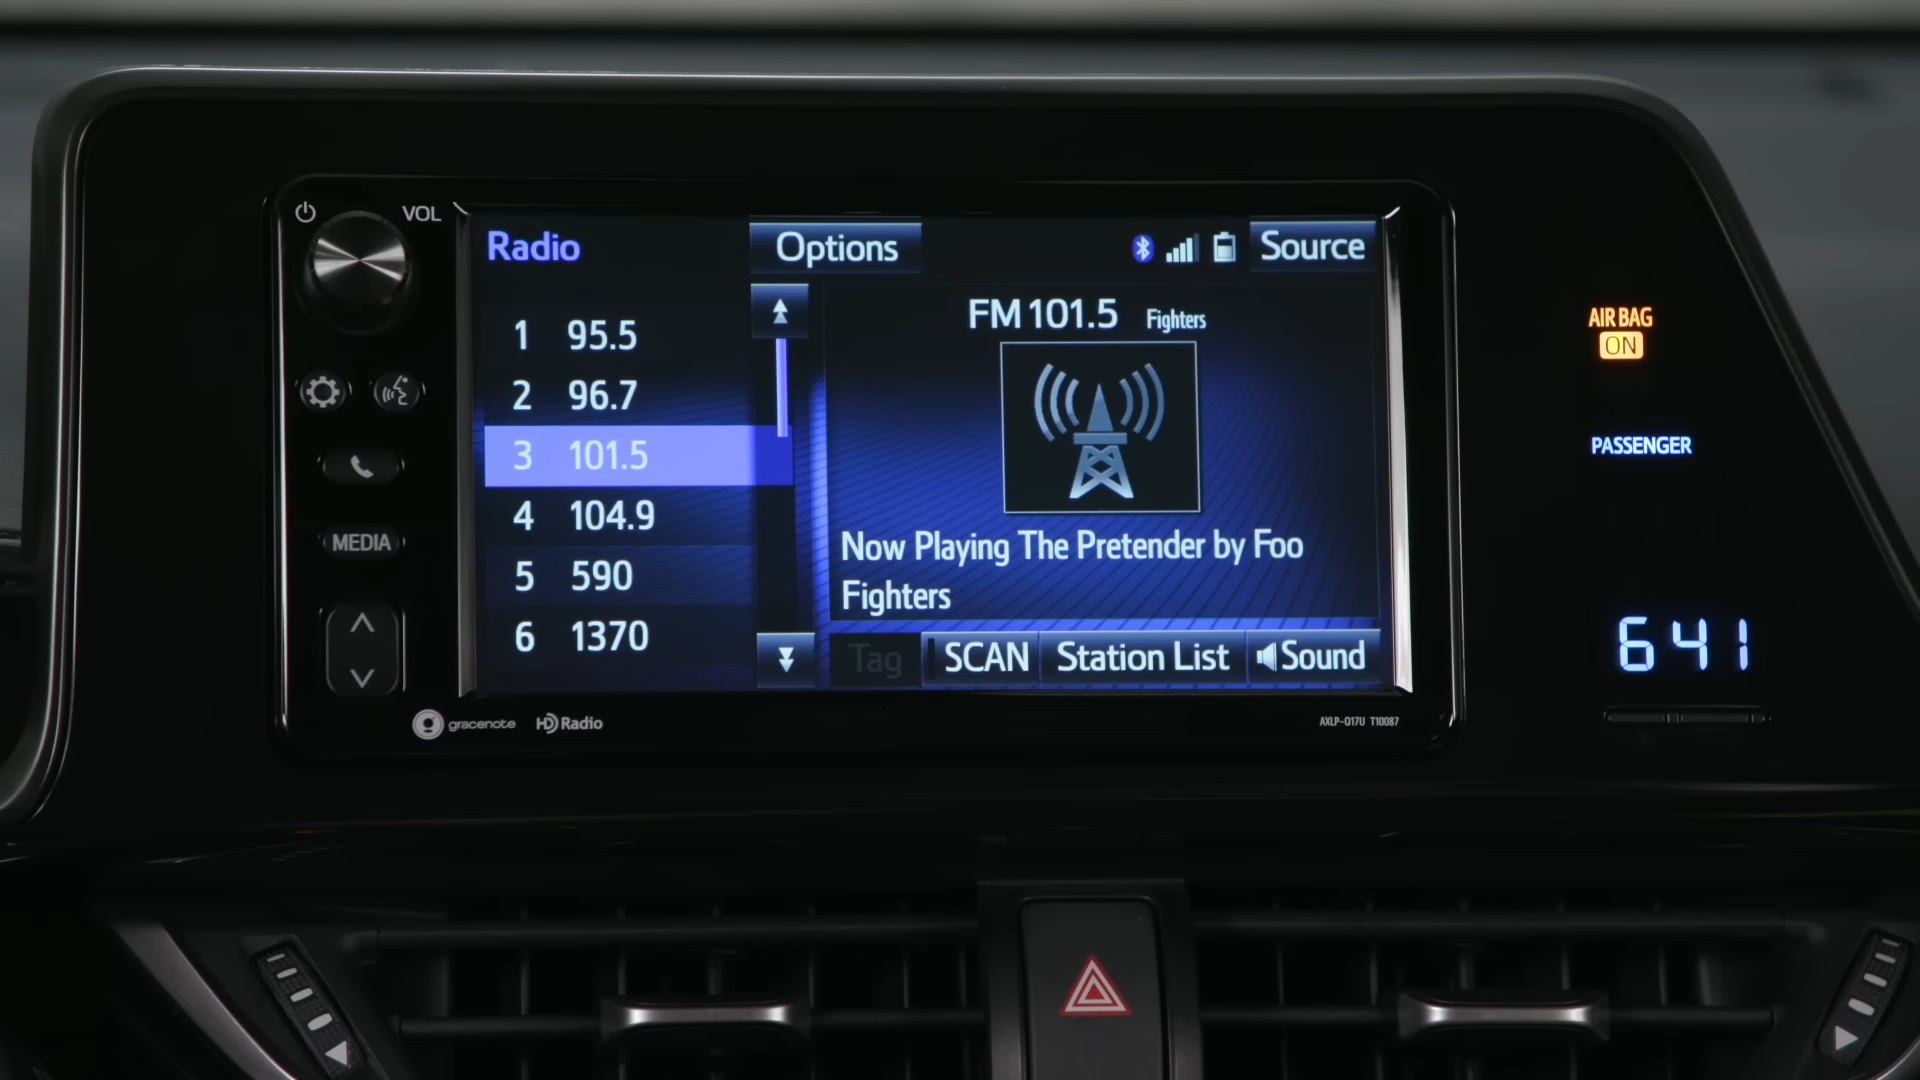 VOL
Radio
Options
Source
FM 101.5 Fighters
1 95.5
2 96.7
3 101.5
4 104.9
5 590
6 1370
Now Playing The Pretender by Foo
Fighters
Tag
SCAN
Station List
Sound
MEDIA
gracenote
HD Radio
AXLP-Q17U T10087
AIR BAG
ON
PASSENGER
641